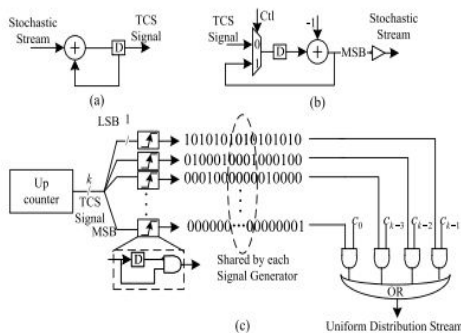 Stochastic
Stream
TCS
Signal
D
(a)
TCS
Signal
Ctl
0
1
D
-1
MSB
Stochastic
Stream
(b)
LSB 1
Up
counter
k
TCS
Signal
MSB
1010101010101010
0100010001000100
0001000000010000
000000 ··· 00000001
D
Shared by each
Signal Generator
C0
Ck-3
Ck-2
Ck-1
OR
Uniform Distribution Stream
(c)